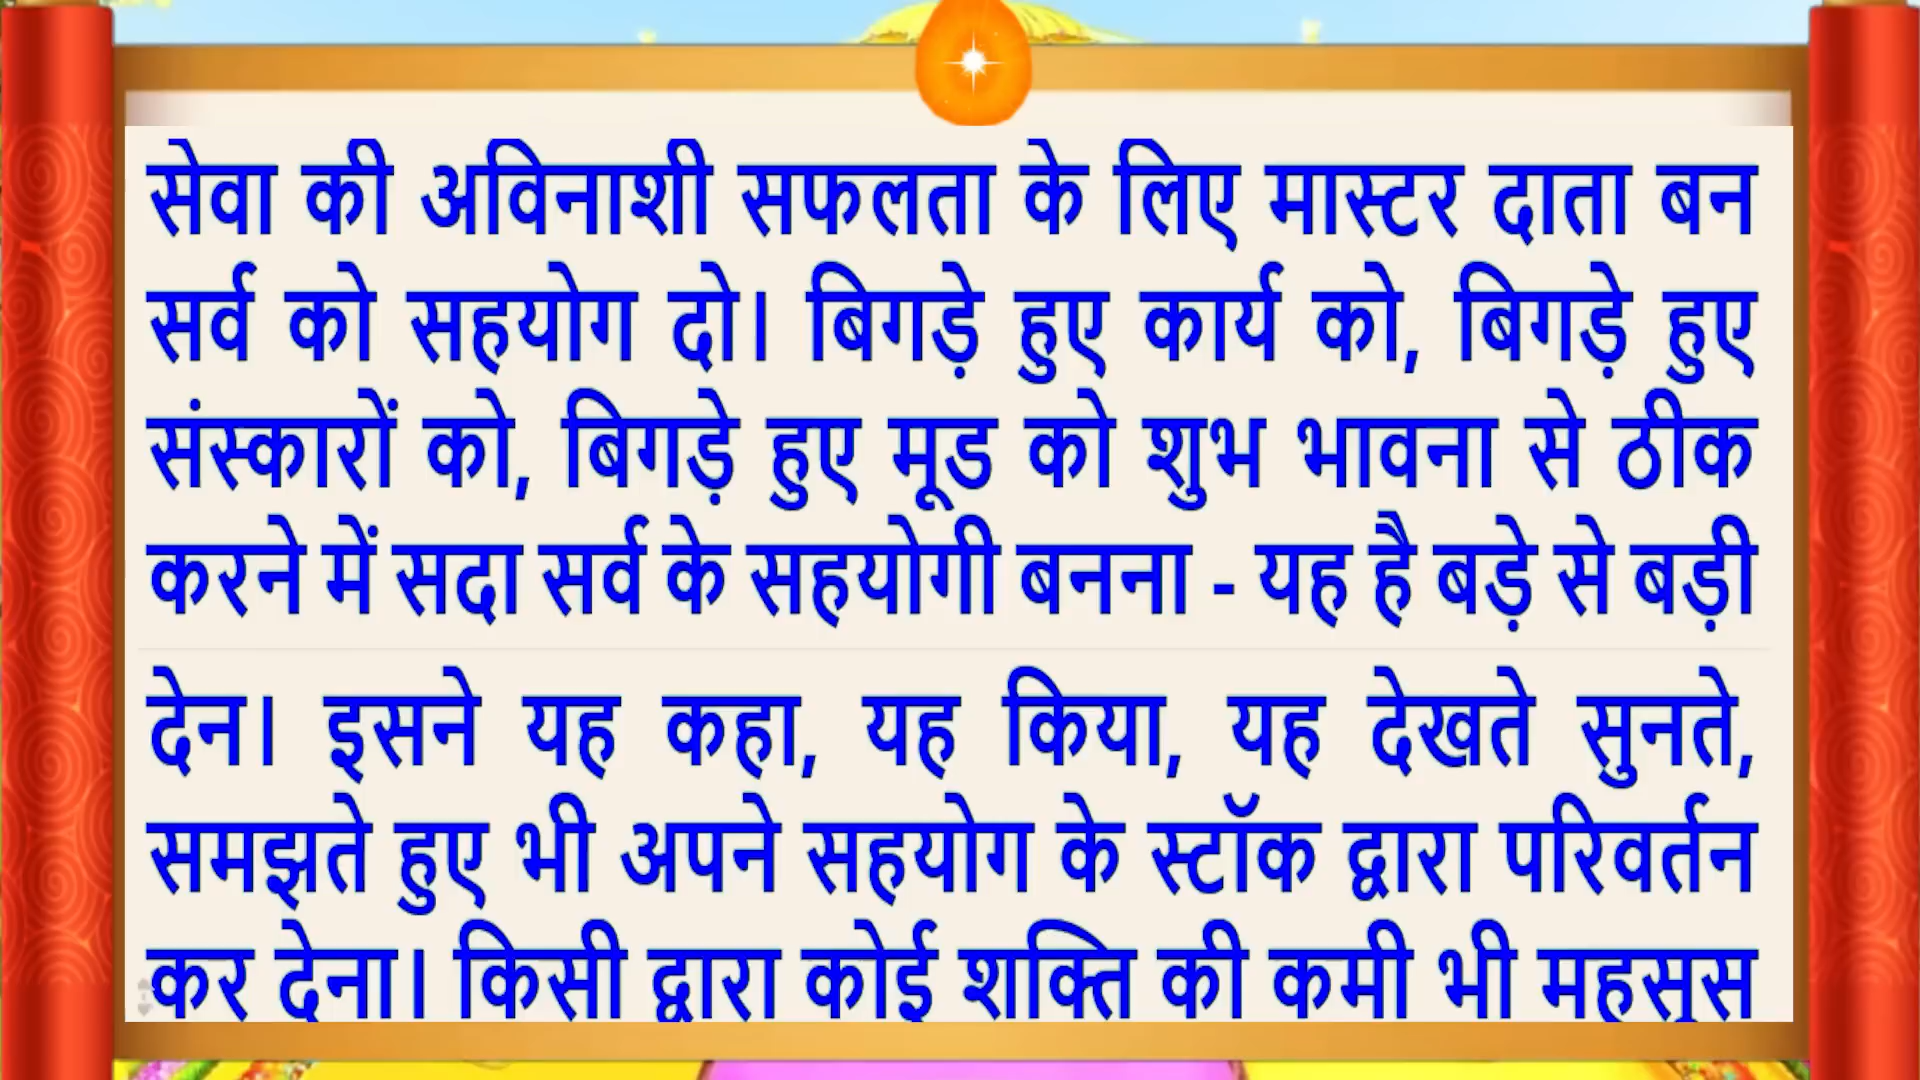 सेवा की अविनाशी सफलता के लिए मास्टर दाता बन
सर्व को सहयोग दो। बिगड़े हुए कार्य को, बिगड़े हुए
संस्कारों को, बिगड़े हुए मूड को शुभ भावना से ठीक
करने में सदा सर्व के सहयोगी बनना - यह है बड़े से बड़ी
देन। इसने यह कहा, यह किया, यह देखते सुनते,
समझते हुए भी अपने सहयोग के स्टॉक द्वारा परिवर्तन
कर देना। किसी द्वारा कोई शक्ति की कमी भी महसूस